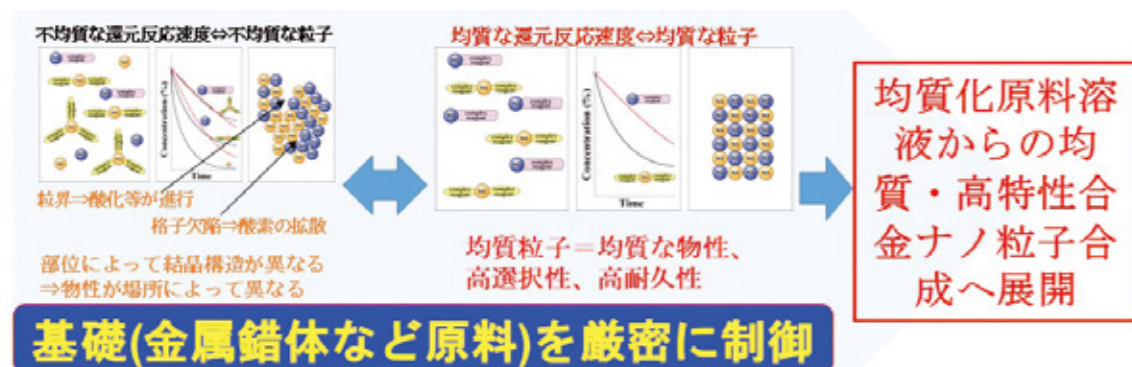 不均質な還元反応速度⇔不均質な粒子
Concentration (%)
Time
粒界⇒酸化等が進行
格子欠陥⇒酸素の拡散
部位によって結晶構造が異なる
⇒物性が場所によって異なる
均質な還元反応速度⇔均質な粒子
Concentration (%)
Time
均質粒子＝均質な物性、
高選択性、高耐久性
均質化原料溶
液からの均
質・高特性合
金ナノ粒子合
成へ展開
基礎(金属錯体など原料)を厳密に制御